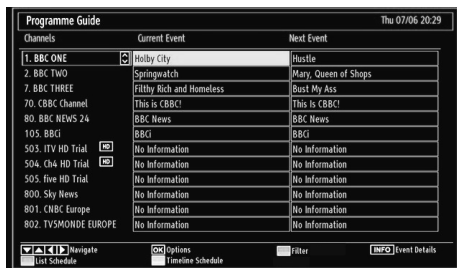 Programme Guide Thu 07/06 20:29
Channels Current Event Next Event
1. BBC ONE Holby City Hustle
2. BBC TWO Springwatch Mary, Queen of Shops
7. BBC THREE Filthy Rich and Homeless Bust My Ass
70. CBBC Channel This is CBBC! This Is CBBC!
80. BBC NEWS 24 BBC News BBC News
105. BBCi BBCi BBCi
503. ITV HD Trial HD No Information No Information
504. Ch4 HD Trial HD No Information No Information
505. five HD Trial No Information No Information
800. Sky News No Information No Information
801. CNBC Europe No Information No Information
802. TV5MONDE EUROPE No Information No Information
Navigate OK Options Filter INFO Event Details
List Schedule Timeline Schedule